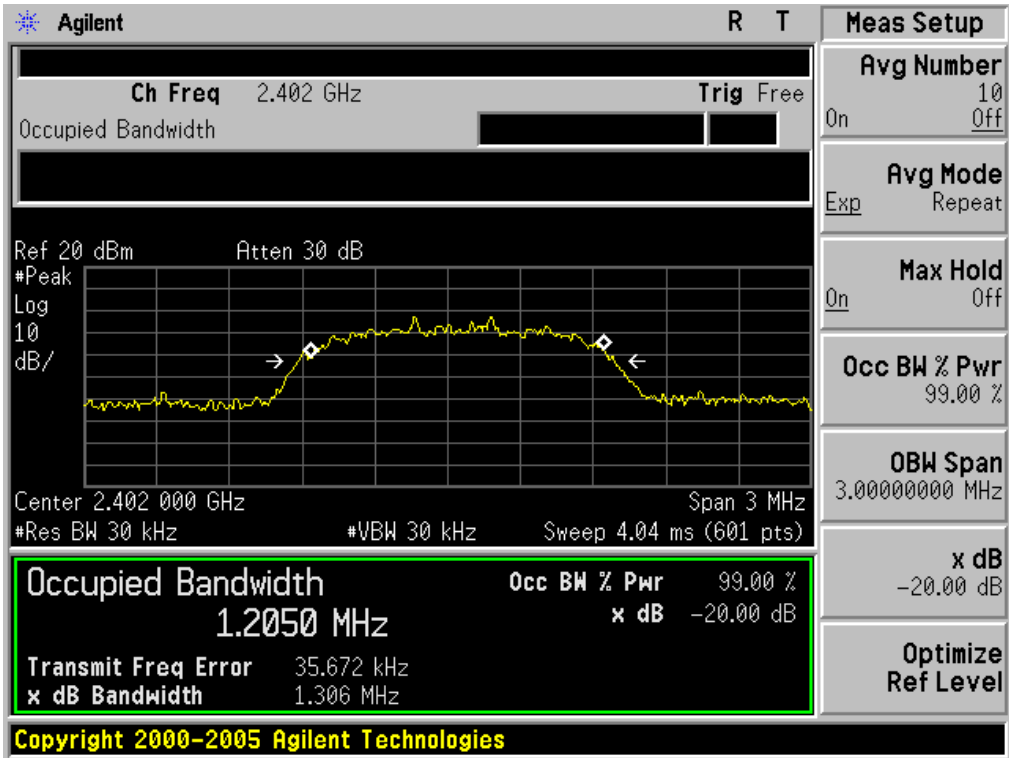 Agilent R T
Ch Freq 2.402 GHz Trig Free
Occupied Bandwidth
Ref 20 dBm Atten 30 dB
#Peak
Log
10
dB/
Center 2.402 000 GHz Span 3 MHz
#Res BW 30 kHz #VBW 30 kHz Sweep 4.04 ms (601 pts)
Occupied Bandwidth
1.2050 MHz
Occ BW % Pwr 99.00 %
x dB -20.00 dB
Transmit Freq Error 35.672 kHz
x dB Bandwidth 1.306 MHz
Copyright 2000-2005 Agilent Technologies
Meas Setup
Avg Number
10
On Off
Avg Mode
Exp Repeat
Max Hold
On Off
Occ BW % Pwr
99.00 %
OBW Span
3.00000000 MHz
x dB
-20.00 dB
Optimize
Ref Level